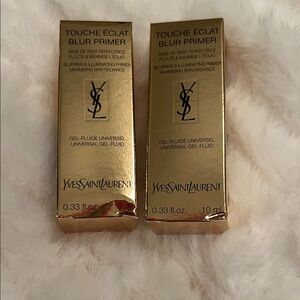 TOUCHE ÉCLAT
BLUR PRIMER
BASE DE TEINT PERFECTRICE
FLOUTE & MAXIMISE L'ÉCLAT
BLURRING & ILLUMINATING PRIMER
MAXIMISING SKIN RADIANCE
YSL
GEL-FLUIDE UNIVERSEL
UNIVERSAL GEL-FLUID
YVESSAINTLAURENT
0.33 fl.oz.
TOUCHE ÉCLAT
BLUR PRIMER
BASE DE TEINT PERFECTRICE
FLOUTE & MAXIMISE L'ÉCLAT
BLURRING & ILLUMINATING PRIMER
MAXIMISING SKIN RADIANCE
YSL
GEL-FLUIDE UNIVERSEL
UNIVERSAL GEL-FLUID
YVESSAINTLAURENT
0.33 fl.oz. 10 ml